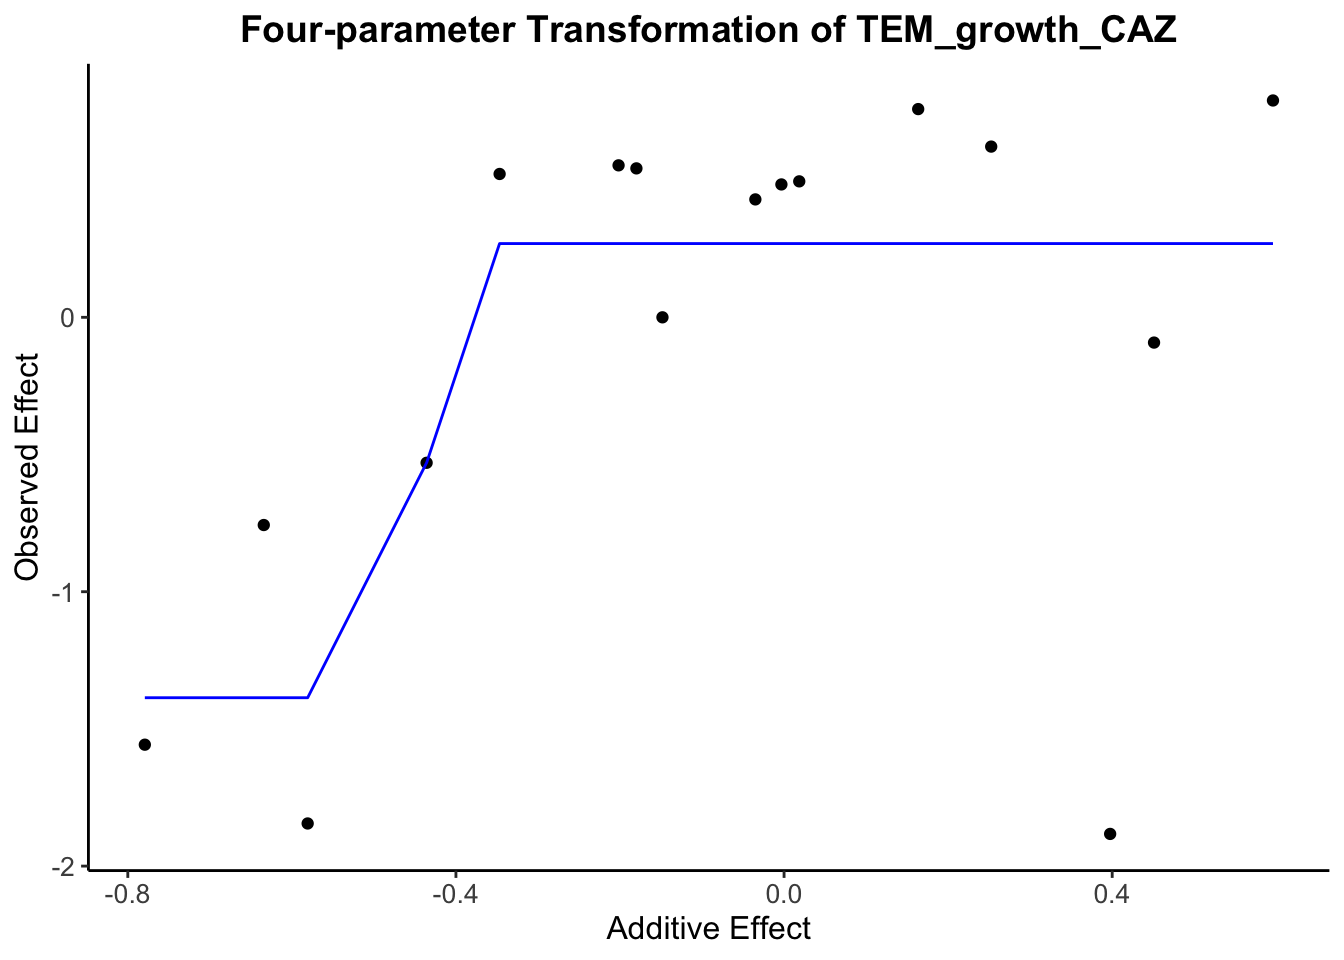 Four-parameter Transformation of TEM_growth_CAZ
Observed Effect
0
-1
-2
-0.8
-0.4
0.0
0.4
Additive Effect